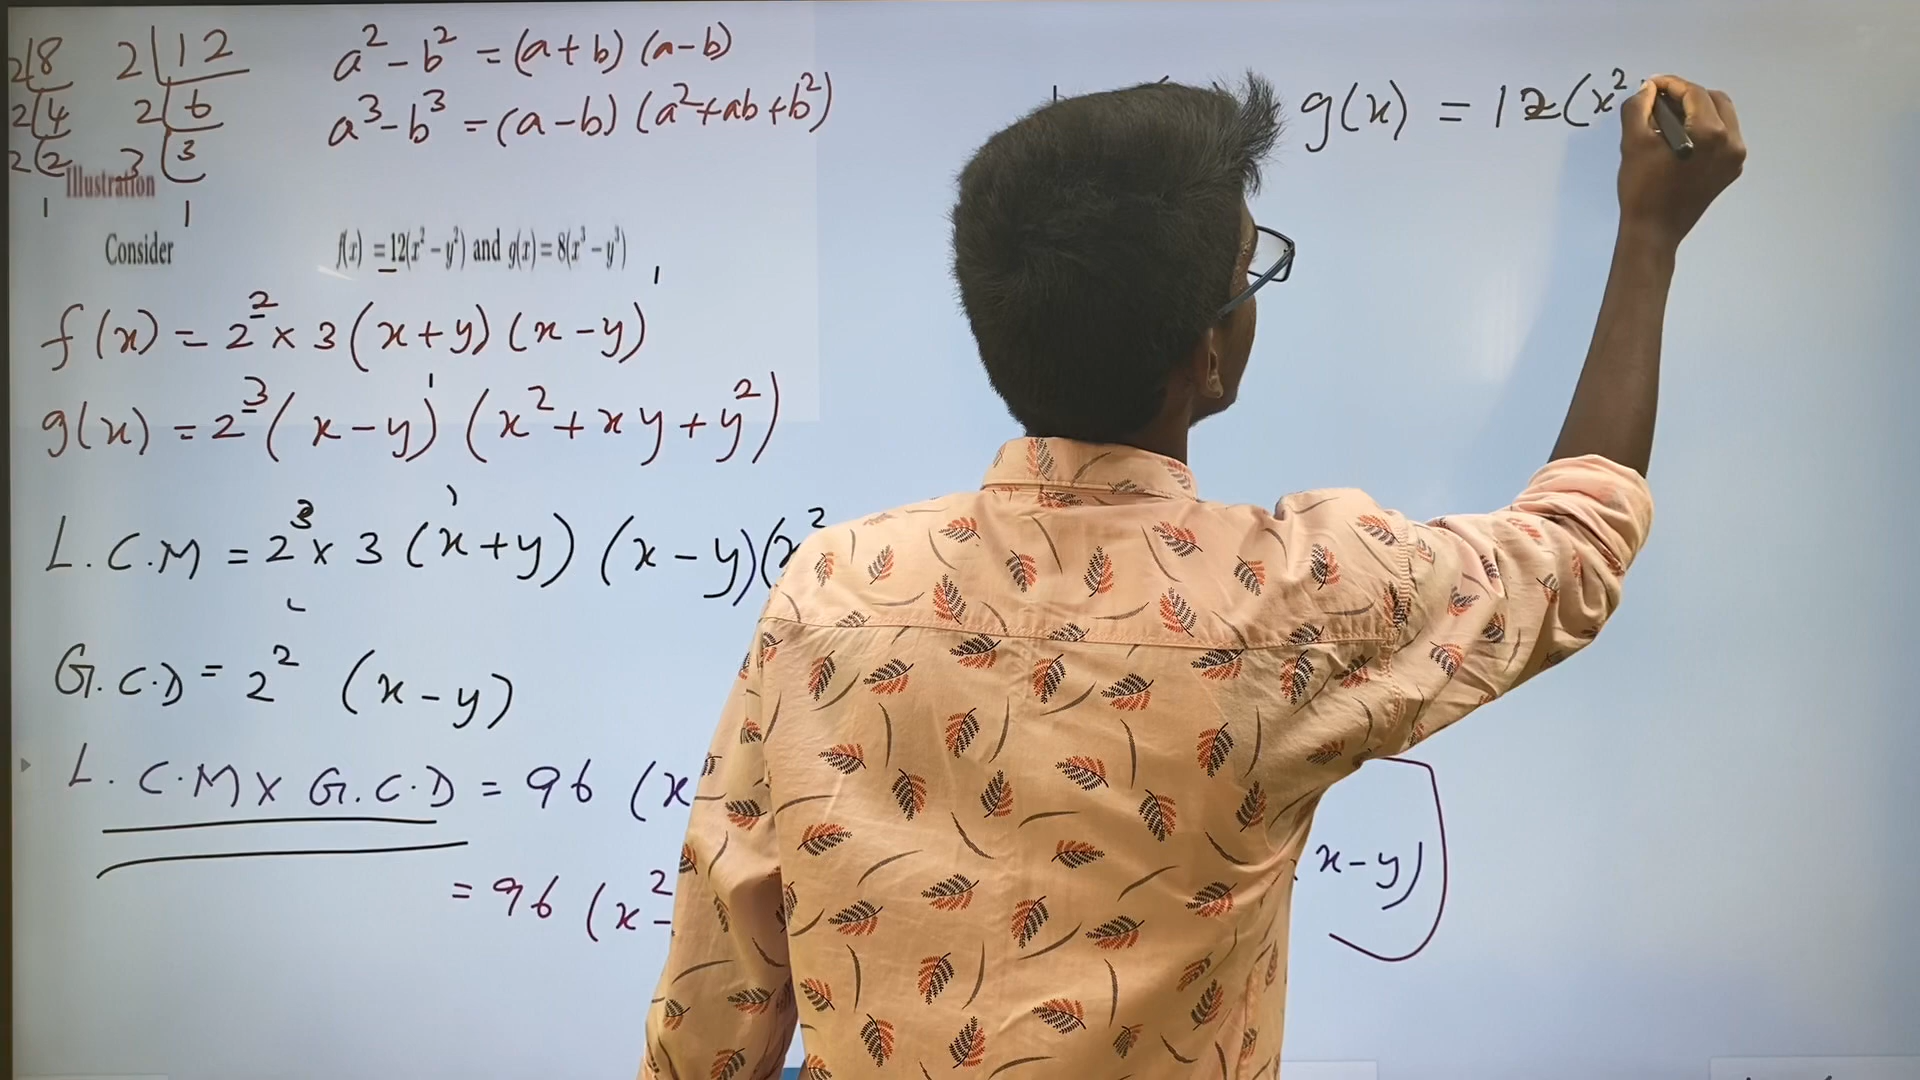 2|8 2|12
2|4 2|6
2|2 3|3
1 1
a² - b² = (a+b) (a-b)
a³ - b³ = (a-b) (a²+ab+b²)
Illustration
Consider f(x) = 12(x² – y²) and g(x) = 8(x³ – y³)
f(x) = 2² × 3 (x+y) (x-y)¹
g(x) = 2³ (x-y)¹ (x²+xy+y²)
L.C.M = 2³ × 3 (x+y) (x-y)(x²
G.C.D = 2² (x-y)
L.C.M × G.C.D = 96 (x
= 96 (x² -
x-y)
g(x) = 12(x²